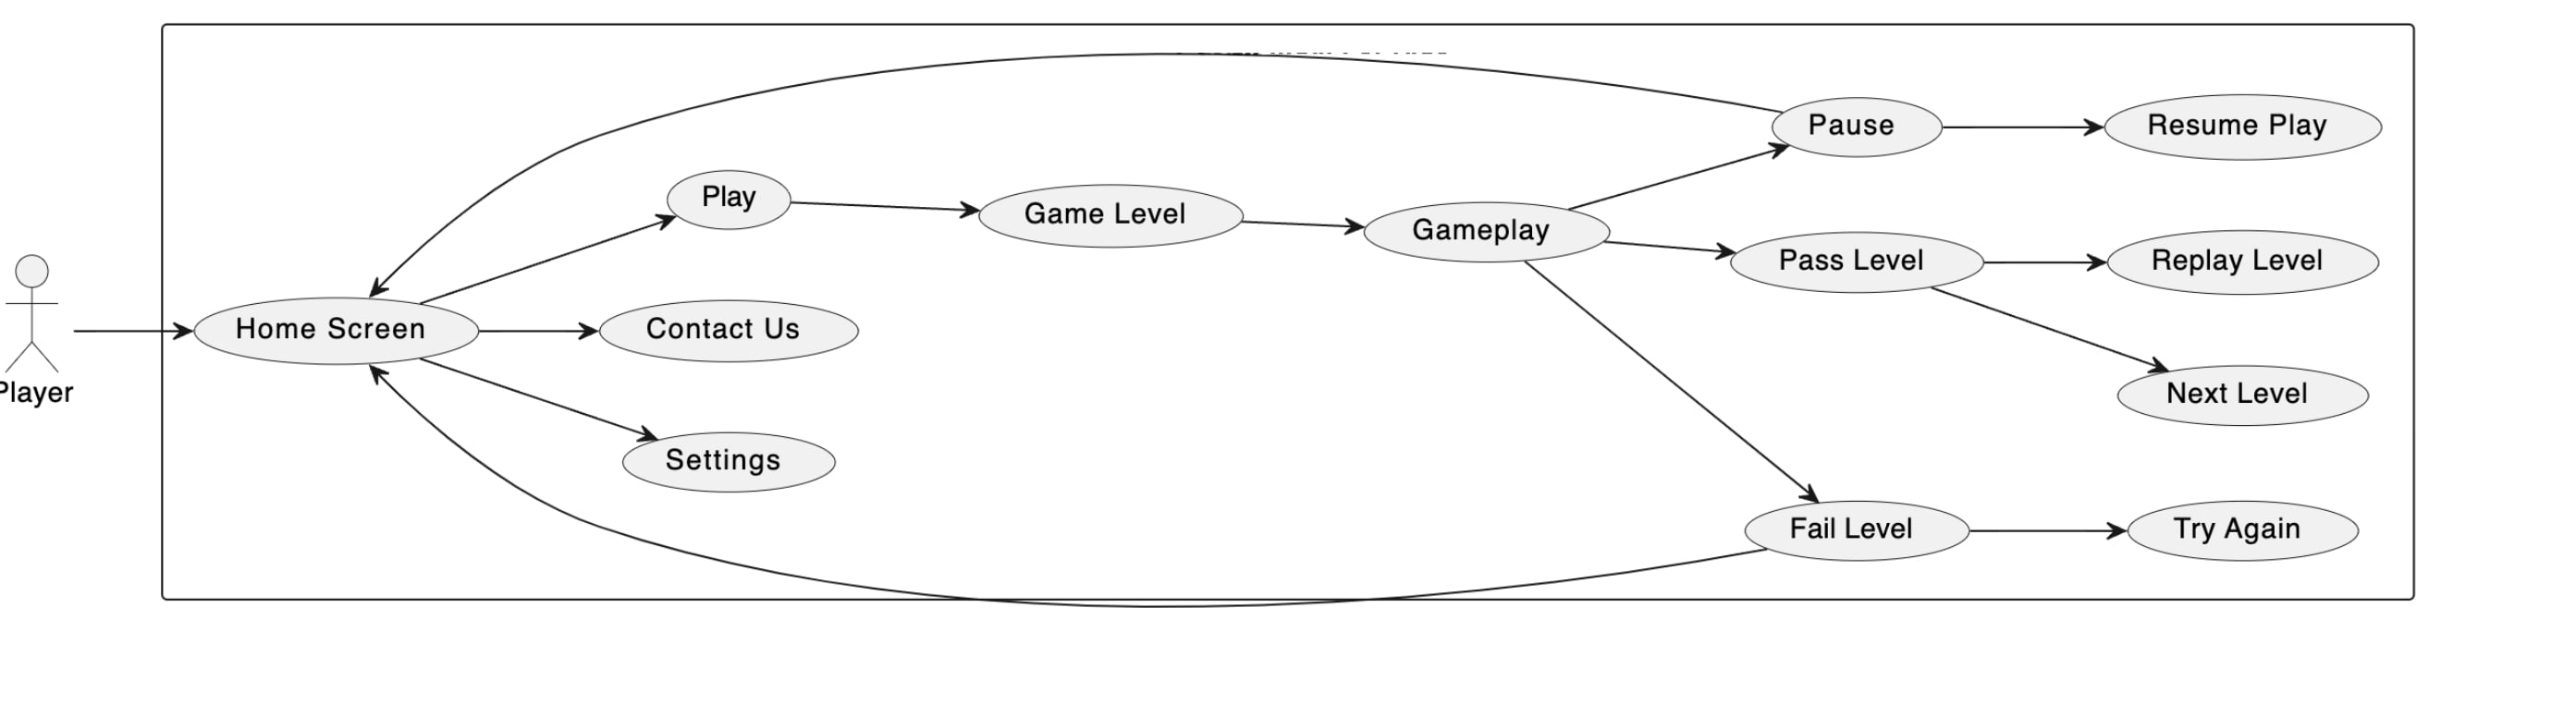 Pause
Resume Play
Play
Game Level
Gameplay
Pass Level
Replay Level
Home Screen
Contact Us
Player
Next Level
Settings
Fail Level
Try Again